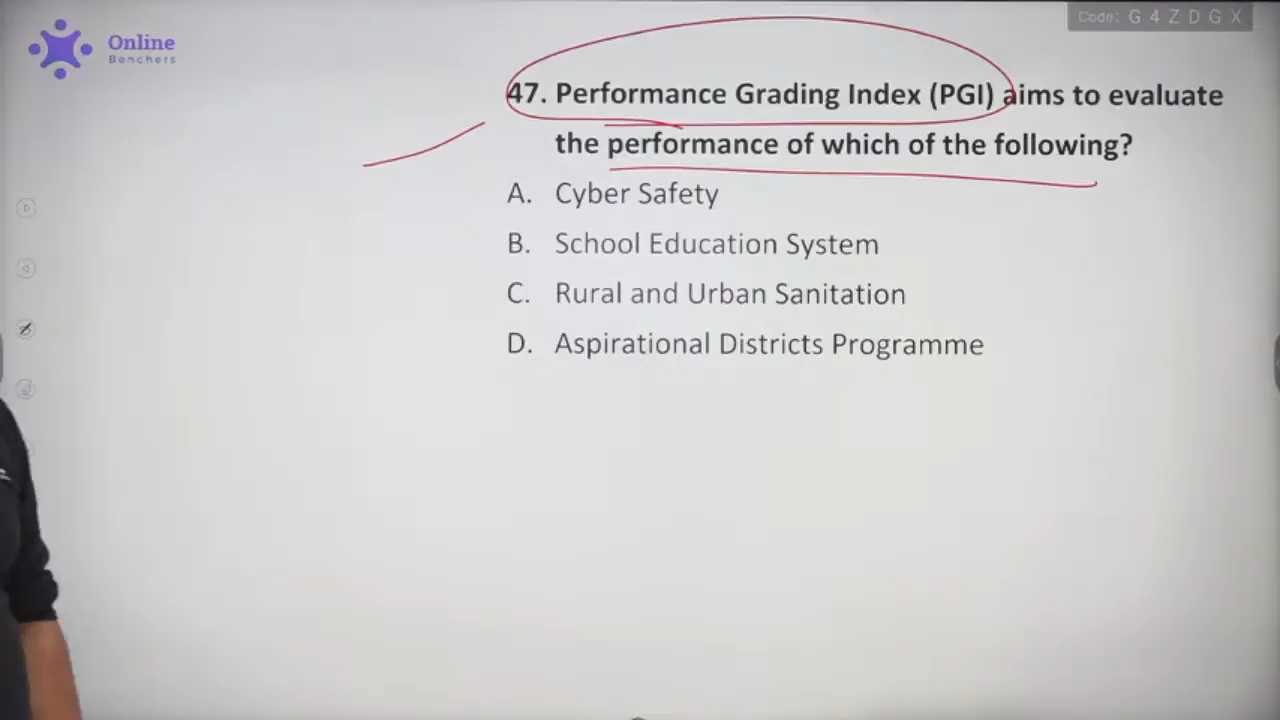 Online
Benchers
Code: G 4 Z D G X
47. Performance Grading Index (PGI) aims to evaluate
the performance of which of the following?
A. Cyber Safety
B. School Education System
C. Rural and Urban Sanitation
D. Aspirational Districts Programme